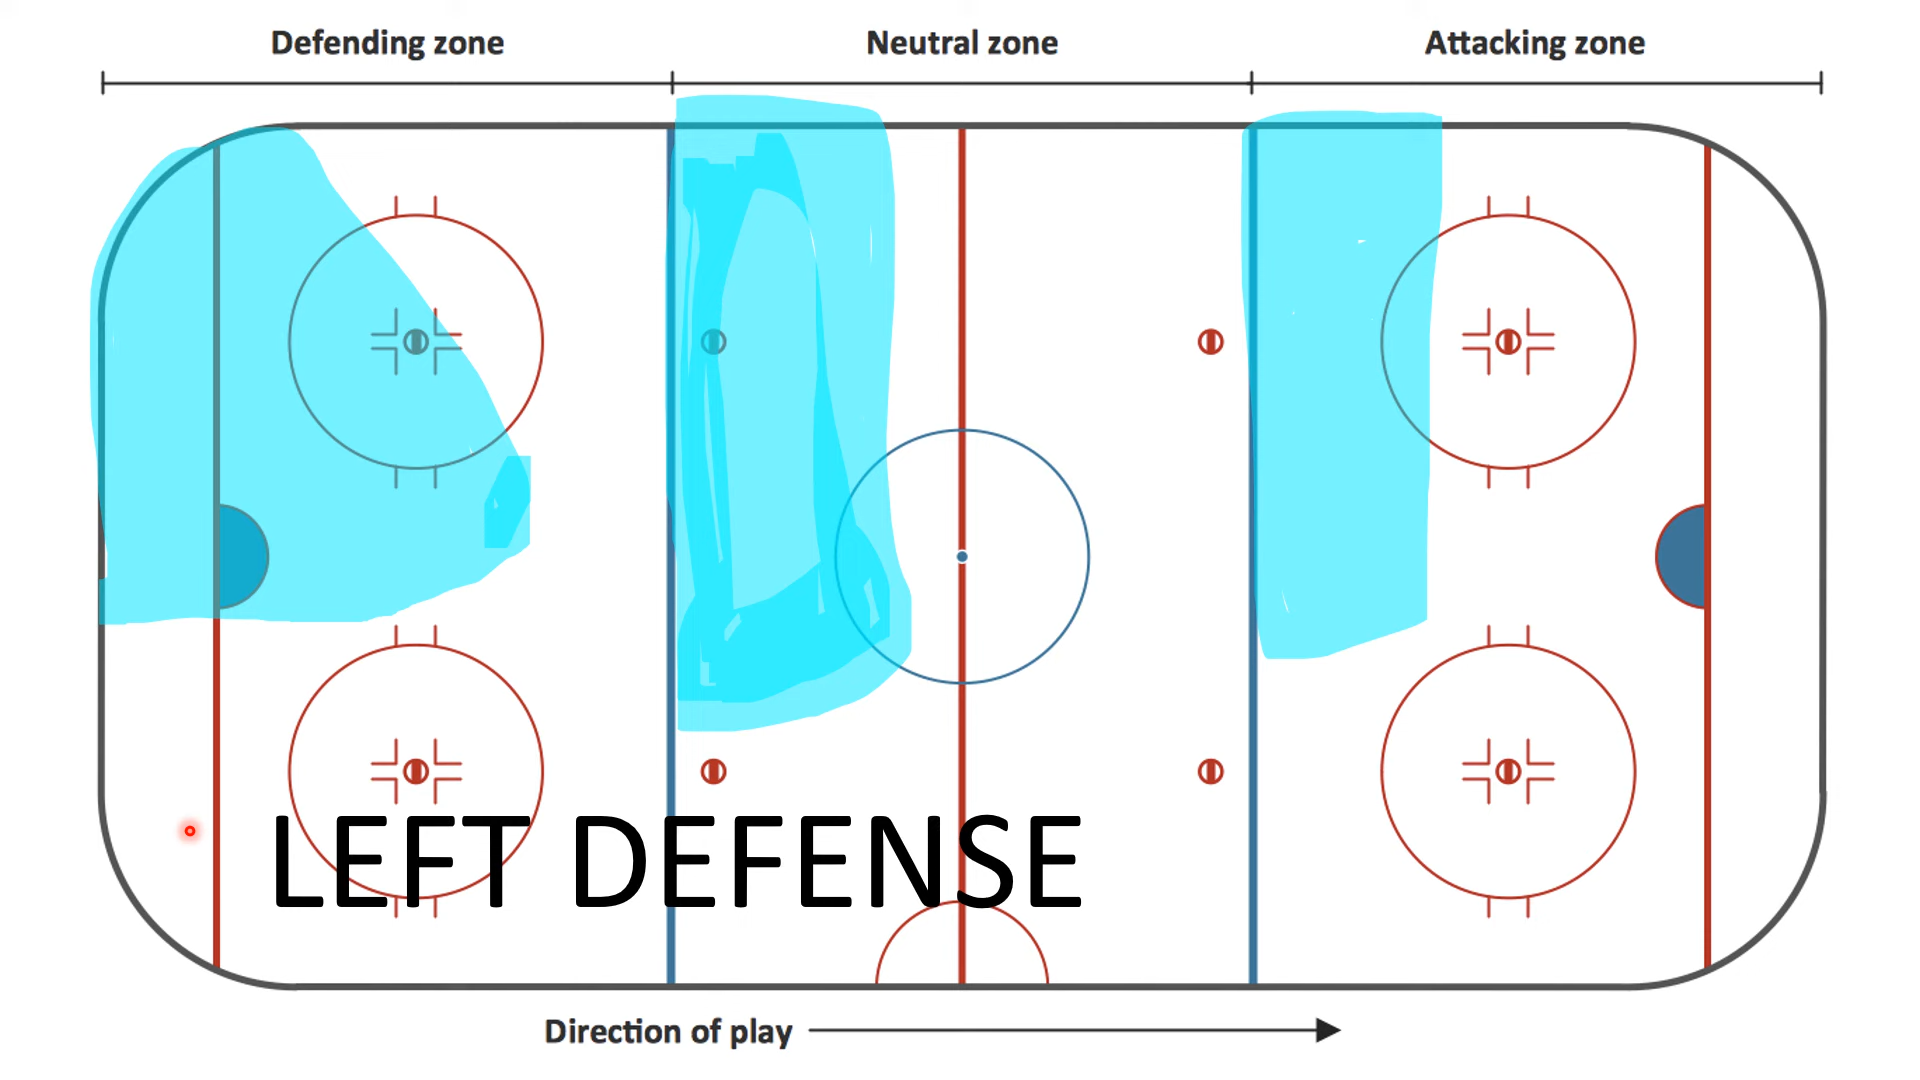 Defending zone Neutral zone Attacking zone
LEFT DEFENSE
Direction of play